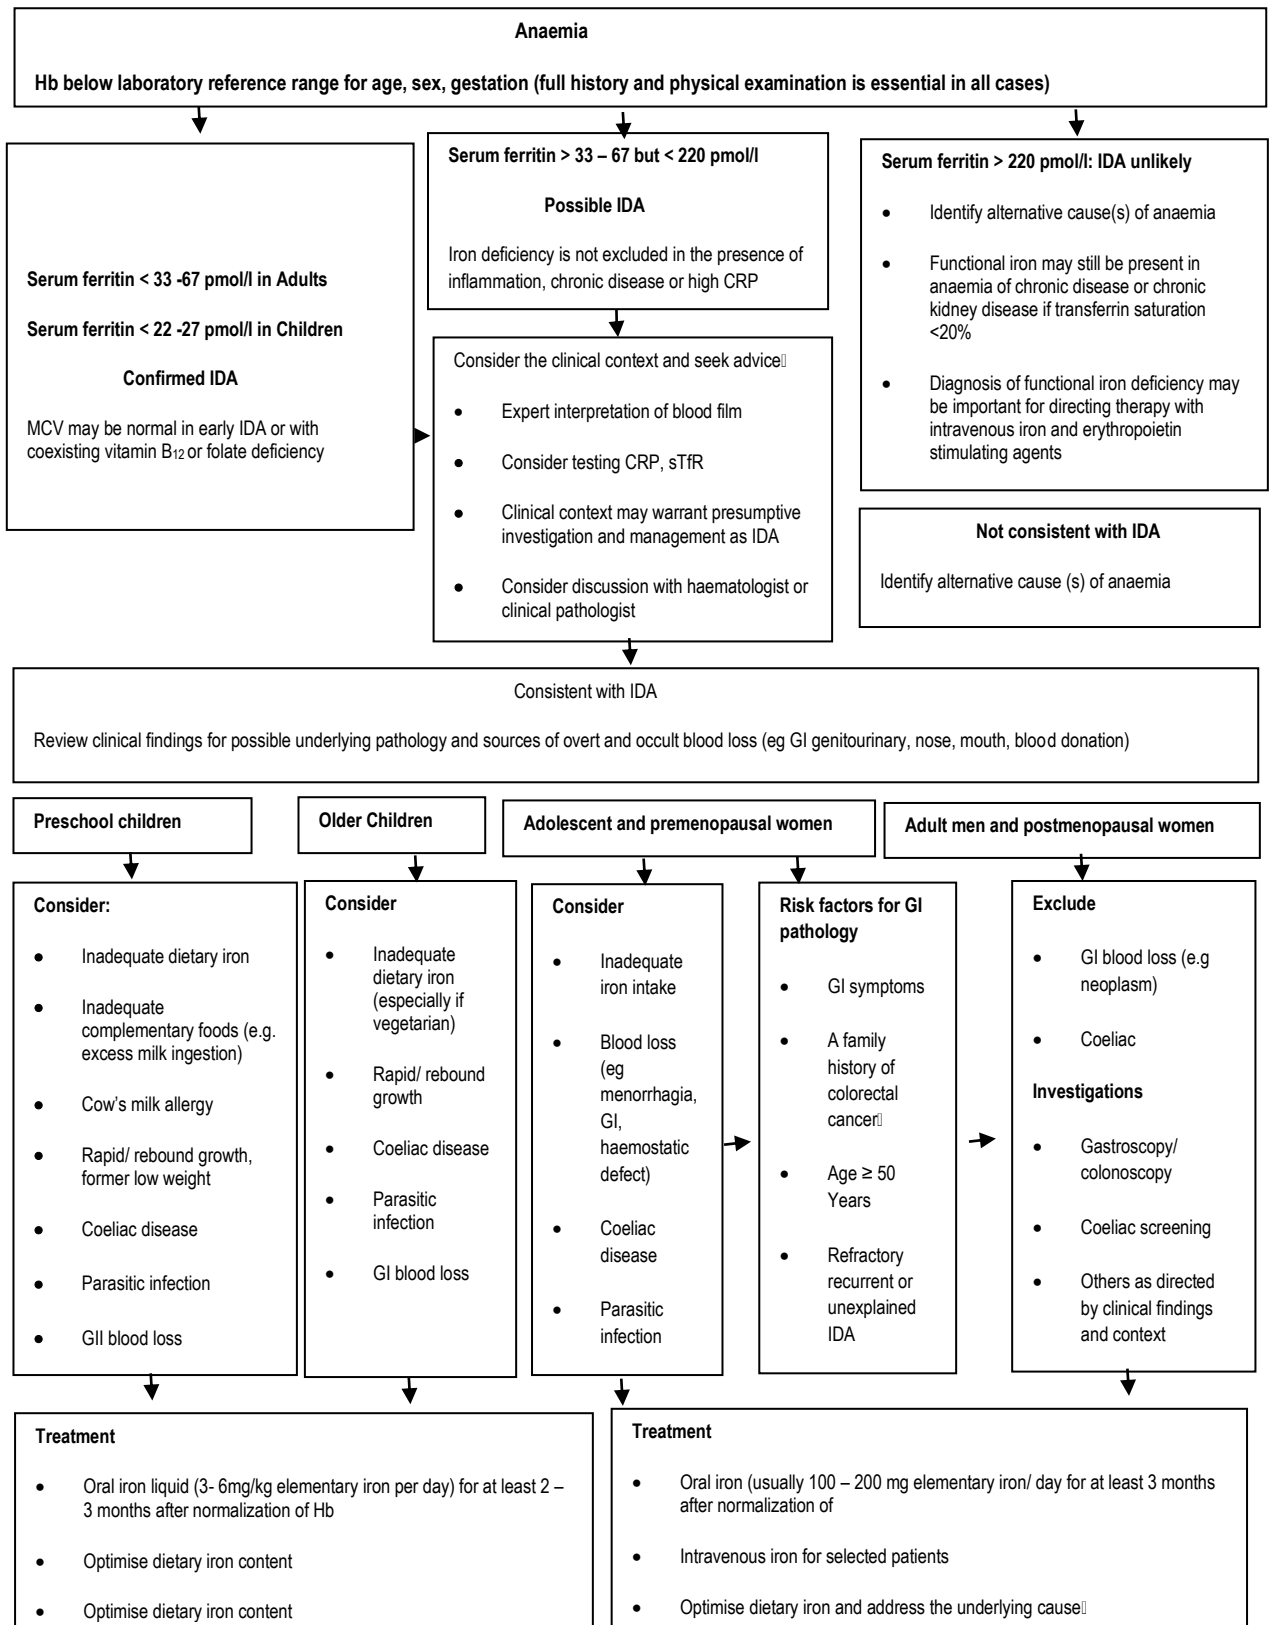 Anaemia
Hb below laboratory reference range for age, sex, gestation (full history and physical examination is essential in all cases)
Serum ferritin < 33 -67 pmol/l in Adults
Serum ferritin < 22 -27 pmol/l in Children
Confirmed IDA
MCV may be normal in early IDA or with
coexisting vitamin B12 or folate deficiency
Serum ferritin > 33 – 67 but < 220 pmol/l
Possible IDA
Iron deficiency is not excluded in the presence of
inflammation, chronic disease or high CRP
Consider the clinical context and seek advice
● Expert interpretation of blood film
● Consider testing CRP, sTfR
● Clinical context may warrant presumptive
investigation and management as IDA
● Consider discussion with haematologist or
clinical pathologist
Serum ferritin > 220 pmol/l: IDA unlikely
● Identify alternative cause(s) of anaemia
● Functional iron may still be present in
anaemia of chronic disease or chronic
kidney disease if transferrin saturation
<20%
● Diagnosis of functional iron deficiency may
be important for directing therapy with
intravenous iron and erythropoietin
stimulating agents
Not consistent with IDA
Identify alternative cause (s) of anaemia
Consistent with IDA
Review clinical findings for possible underlying pathology and sources of overt and occult blood loss (eg GI genitourinary, nose, mouth, blood donation)
Preschool children
Consider:
● Inadequate dietary iron
● Inadequate
complementary foods (e.g.
excess milk ingestion)
● Cow's milk allergy
● Rapid/ rebound growth,
former low weight
● Coeliac disease
● Parasitic infection
● GII blood loss
Older Children
Consider
● Inadequate
dietary iron
(especially if
vegetarian)
● Rapid/ rebound
growth
● Coeliac disease
● Parasitic
infection
● GI blood loss
Adolescent and premenopausal women
Consider
● Inadequate
iron intake
● Blood loss
(eg
menorrhagia,
GI,
haemostatic
defect)
● Coeliac
disease
● Parasitic
infection
Risk factors for GI
pathology
● GI symptoms
● A family
history of
colorectal
cancer
● Age ≥ 50
Years
● Refractory
recurrent or
unexplained
IDA
Adult men and postmenopausal women
Exclude
● GI blood loss (e.g
neoplasm)
● Coeliac
Investigations
● Gastroscopy/
colonoscopy
● Coeliac screening
● Others as directed
by clinical findings
and context
Treatment
● Oral iron liquid (3- 6mg/kg elementary iron per day) for at least 2 –
3 months after normalization of Hb
● Optimise dietary iron content
● Optimise dietary iron content
Treatment
● Oral iron (usually 100 – 200 mg elementary iron/ day for at least 3 months
after normalization of
● Intravenous iron for selected patients
● Optimise dietary iron and address the underlying cause